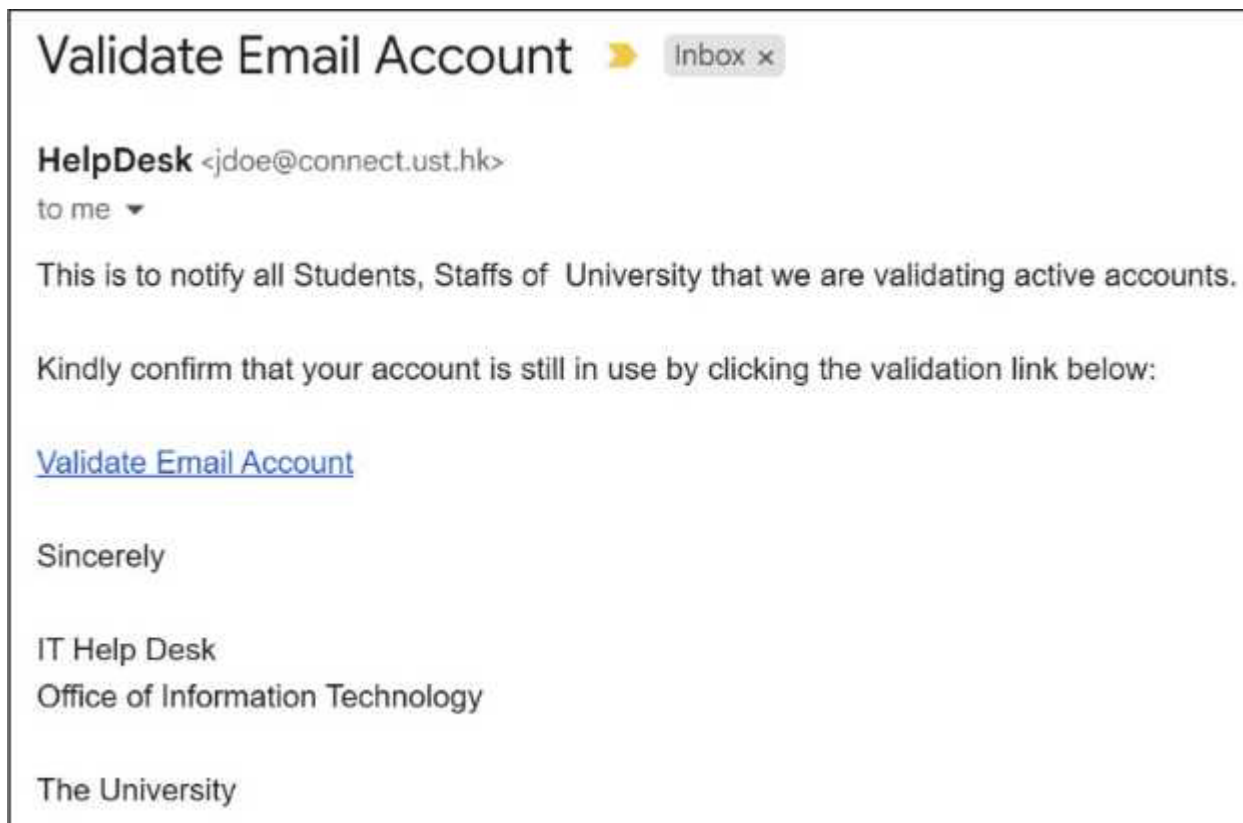 Validate Email Account Inbox x
HelpDesk <jdoe@connect.ust.hk>
to me
This is to notify all Students, Staffs of  University that we are validating active accounts.
Kindly confirm that your account is still in use by clicking the validation link below:
Validate Email Account
Sincerely
IT Help Desk
Office of Information Technology
The University